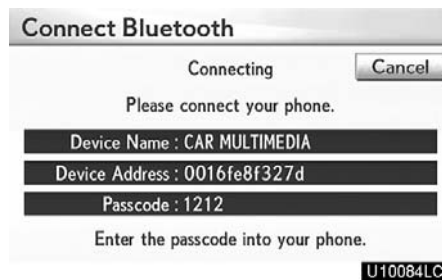 Connect Bluetooth
Connecting
Cancel
Please connect your phone.
Device Name : CAR MULTIMEDIA
Device Address : 0016fe8f327d
Passcode : 1212
Enter the passcode into your phone.
U10084LC